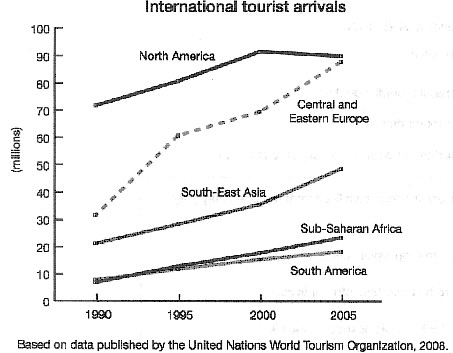 International tourist arrivals
100
90
80
70
60
50
40
30
20
10
0
(millions)
North America
Central and
Eastern Europe
South-East Asia
Sub-Saharan Africa
South America
1990 1995 2000 2005
Based on data published by the United Nations World Tourism Organization, 2008.